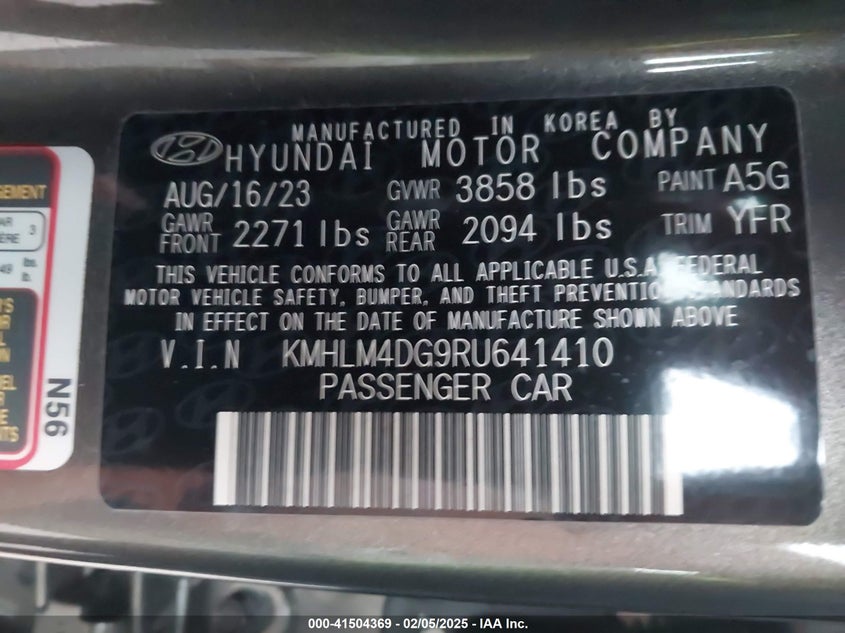 MANUFACTURED IN KOREA BY
HYUNDAI MOTOR COMPANY
AUG/16/23 GVWR 3858 lbs PAINT A5G
GAWR FRONT 2271 lbs GAWR REAR 2094 lbs TRIM YFR
THIS VEHICLE CONFORMS TO ALL APPLICABLE U.S.A. FEDERAL
MOTOR VEHICLE SAFETY, BUMPER, AND THEFT PREVENTION STANDARDS
IN EFFECT ON THE DATE OF MANUFACTURE SHOWN ABOVE
V.I.N KMHLM4DG9RU641410
PASSENGER CAR
3
lbs.
N56
000-41504369 - 02/05/2025 - IAA Inc.